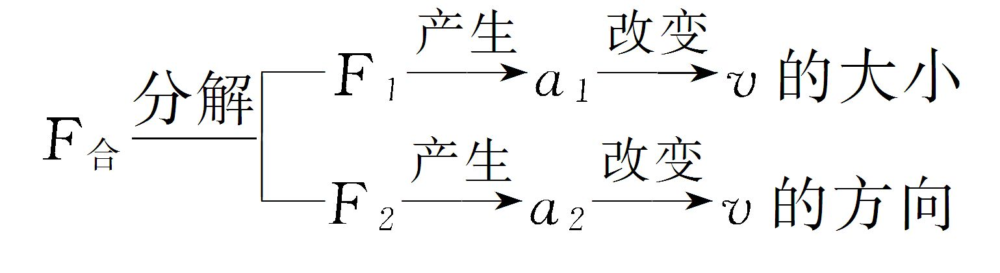 产生 改变
F1 a1 v 的大小
分解
F合
产生 改变
F2 a2 v 的方向